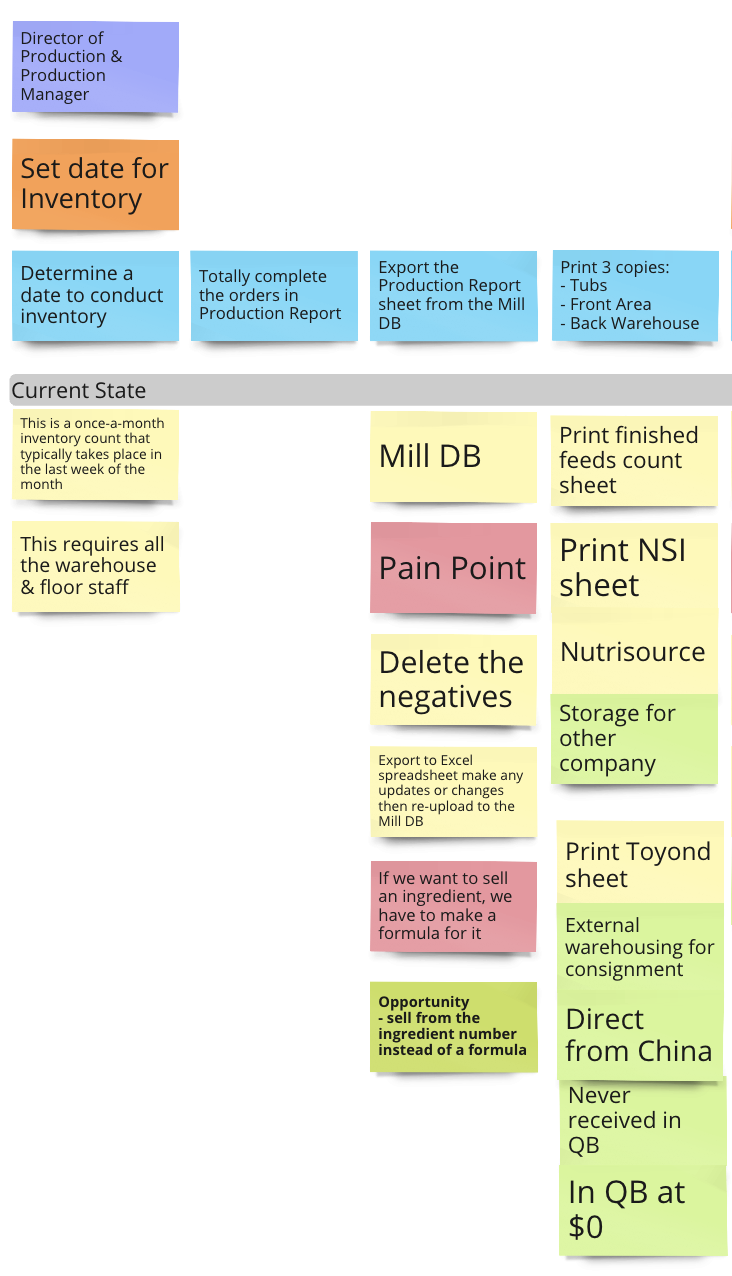 Director of
Production &
Production
Manager
Set date for
Inventory
Determine a
date to conduct
inventory
Totally complete
the orders in
Production Report
Export the
Production Report
sheet from the Mill
DB
Print 3 copies:
- Tubs
- Front Area
- Back Warehouse
Current State
This is a once-a-month
inventory count that
typically takes place in
the last week of the
month
This requires all
the warehouse
& floor staff
Mill DB
Pain Point
Delete the
negatives
Export to Excel
spreadsheet make any
updates or changes
then re-upload to the
Mill DB
If we want to sell
an ingredient, we
have to make a
formula for it
Opportunity
- sell from the
ingredient number
instead of a formula
Print finished
feeds count
sheet
Print NSI
sheet
Nutrisource
Storage for
other
company
Print Toyond
sheet
External
warehousing for
consignment
Direct
from China
Never
received in
QB
In QB at
$0